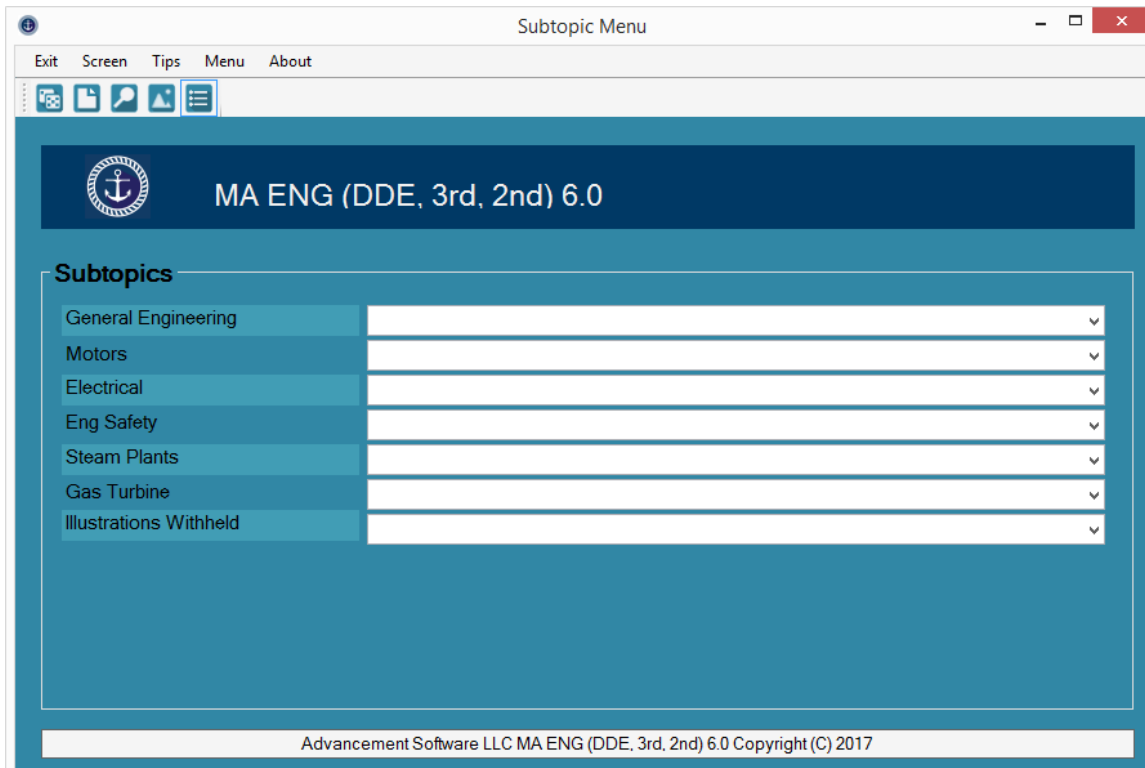 Subtopic Menu
Exit Screen Tips Menu About
MA ENG (DDE, 3rd, 2nd) 6.0
Subtopics
General Engineering
Motors
Electrical
Eng Safety
Steam Plants
Gas Turbine
Illustrations Withheld
Advancement Software LLC MA ENG (DDE, 3rd, 2nd) 6.0 Copyright (C) 2017